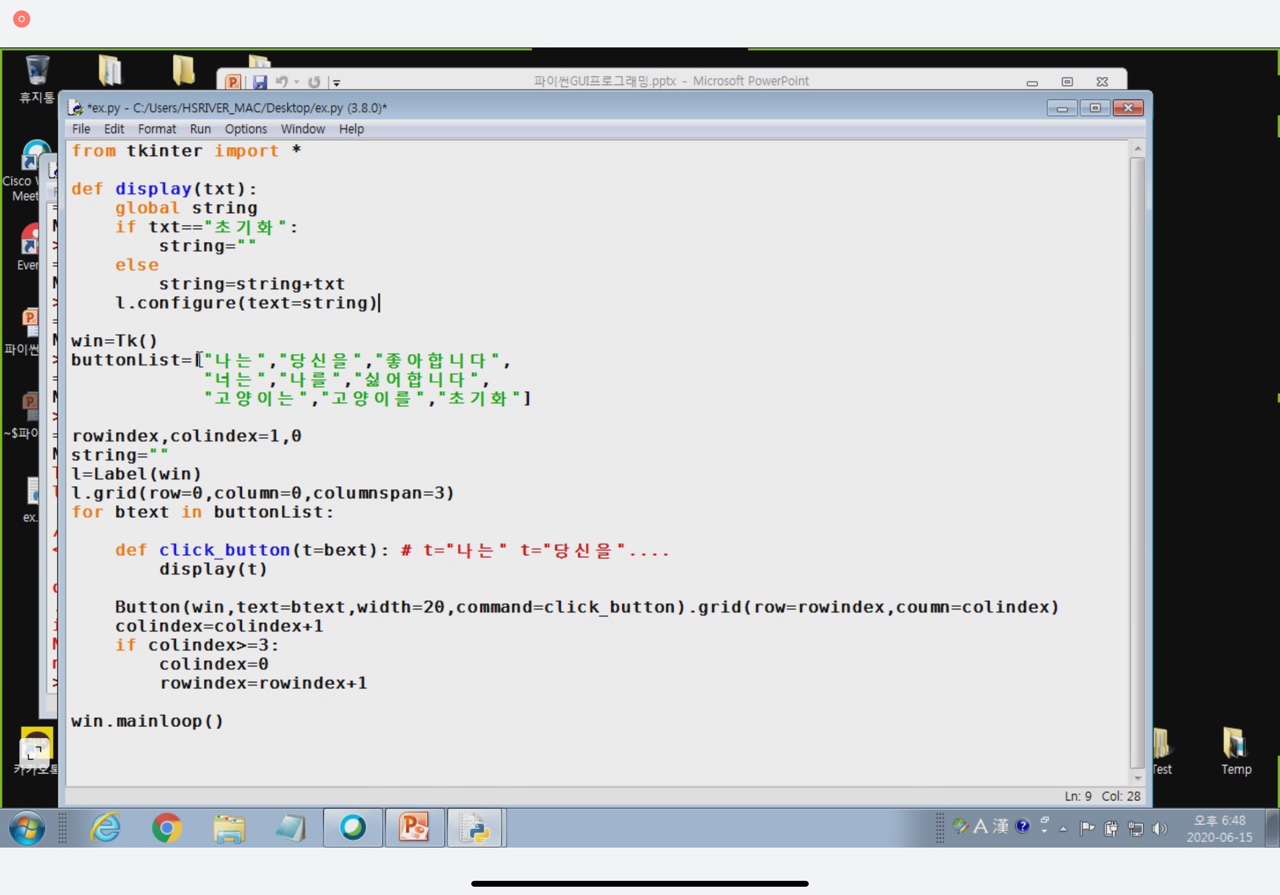 휴지통
파이썬GUI프로그래밍.pptx - Microsoft PowerPoint
*ex.py - C:/Users/HSRIVER_MAC/Desktop/ex.py (3.8.0)*
File Edit Format Run Options Window Help
from tkinter import *
def display(txt):
global string
if txt=="초기화":
string=""
else
string=string+txt
l.configure(text=string)
win=Tk()
buttonList=["나는","당신을","좋아합니다",
"너는","나를","싫어합니다",
"고양이는","고양이를","초기화"]
rowindex,colindex=1,0
string=""
l=Label(win)
l.grid(row=0,column=0,columnspan=3)
for btext in buttonList:
def click_button(t=bext): # t="나는" t="당신을"....
display(t)
Button(win,text=btext,width=20,command=click_button).grid(row=rowindex,coumn=colindex)
colindex=colindex+1
if colindex>=3:
colindex=0
rowindex=rowindex+1
win.mainloop()
Ln: 9 Col: 28
Cisco
Meet
Ever
파이썬
~$파이
ex.
카카오톡
Test
Temp
A 漢
오후 6:48
2020-06-15